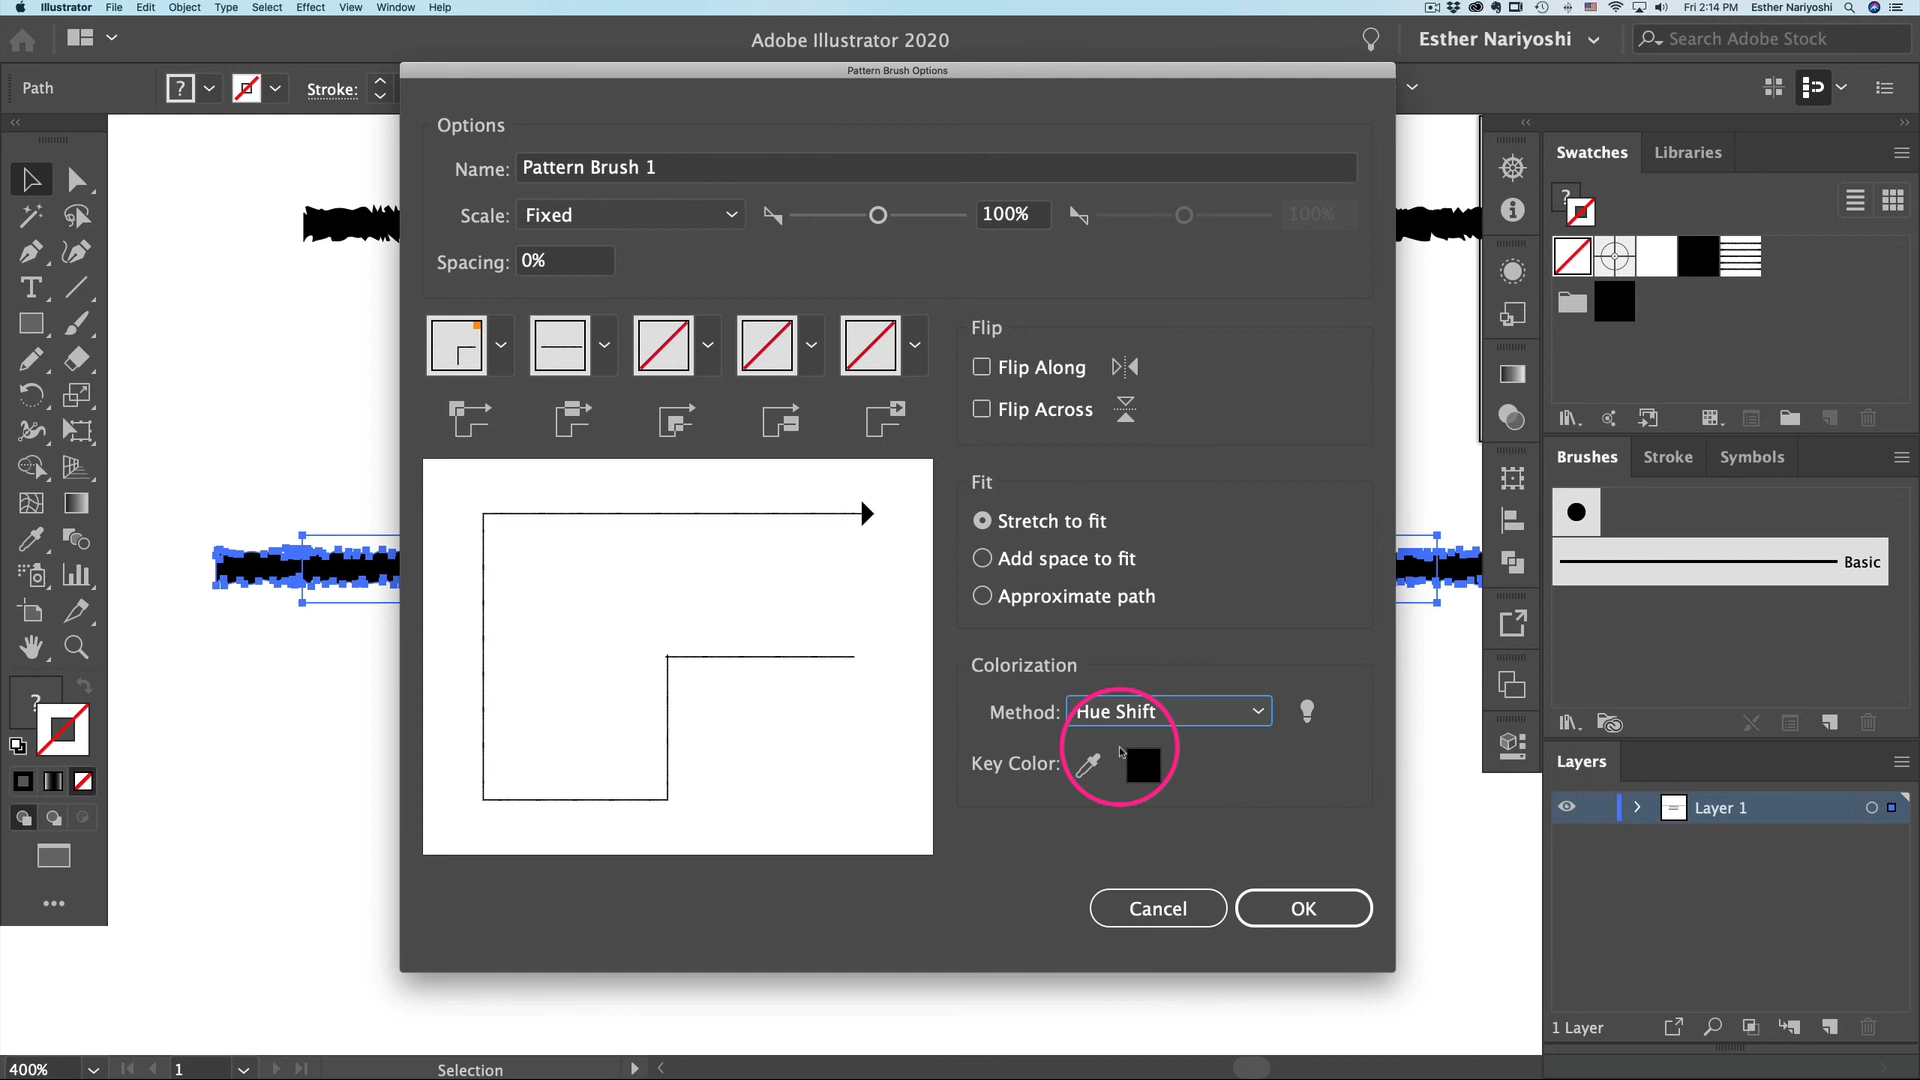 Illustrator File Edit Object Type Select Effect View Window Help
Fri 2:14 PM Esther Nariyoshi
Adobe Illustrator 2020
Esther Nariyoshi
Search Adobe Stock
Path
?
Stroke:
Pattern Brush Options
Options
Name: Pattern Brush 1
Scale: Fixed 100% 100%
Spacing: 0%
Flip
Flip Along
Flip Across
Fit
Stretch to fit
Add space to fit
Approximate path
Colorization
Method: Hue Shift
Key Color:
Cancel OK
Swatches Libraries
?
Brushes Stroke Symbols
Basic
Layers
Layer 1
1 Layer
T
?
400% 1 Selection